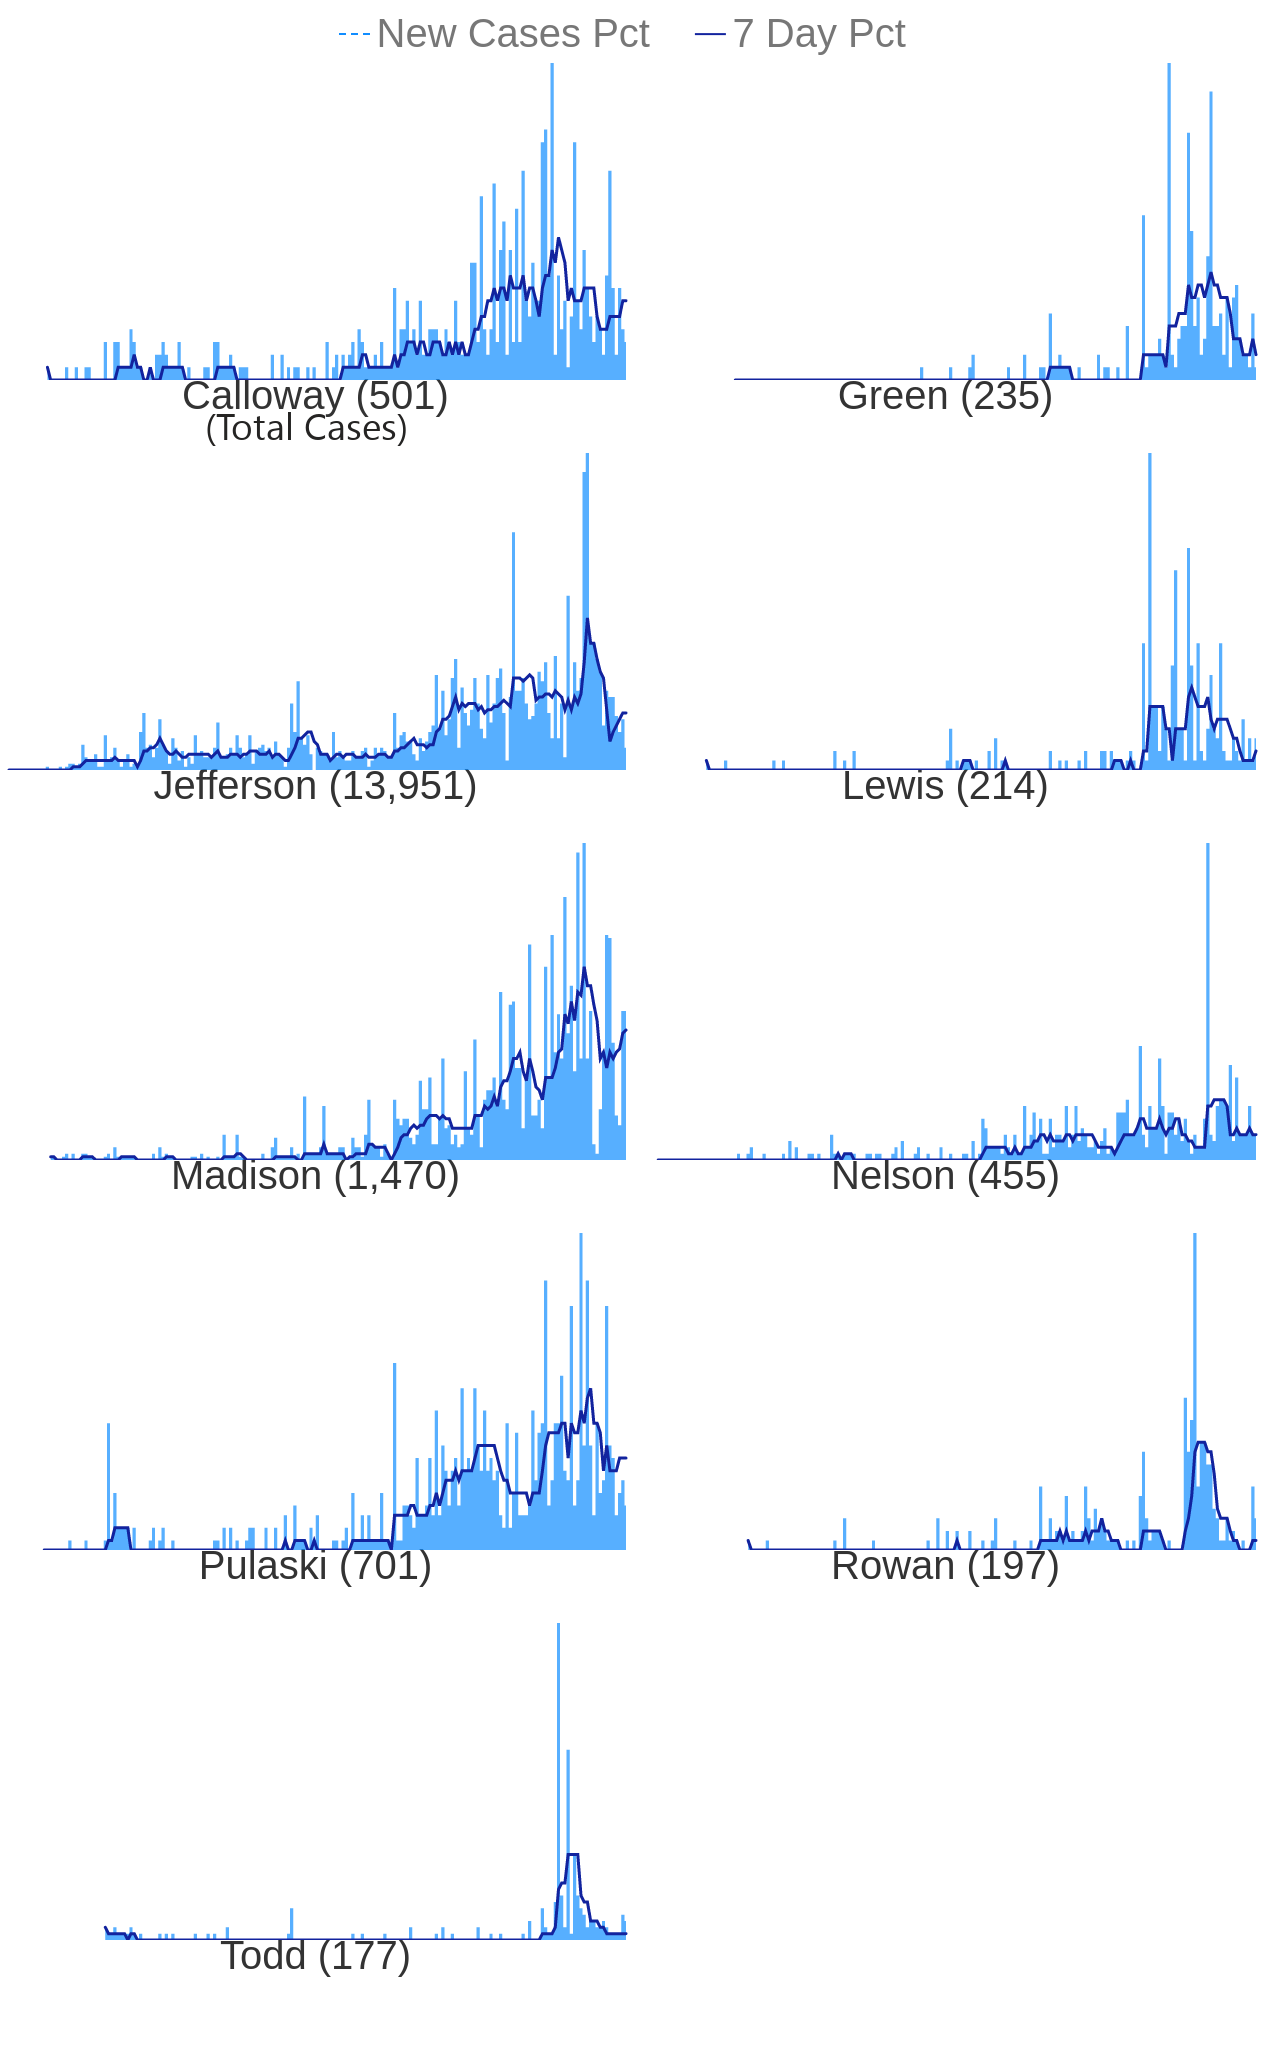 New Cases Pct 7 Day Pct
Calloway (501) Green (235)
(Total Cases)
Jefferson (13,951) Lewis (214)
Madison (1,470) Nelson (455)
Pulaski (701) Rowan (197)
Todd (177)